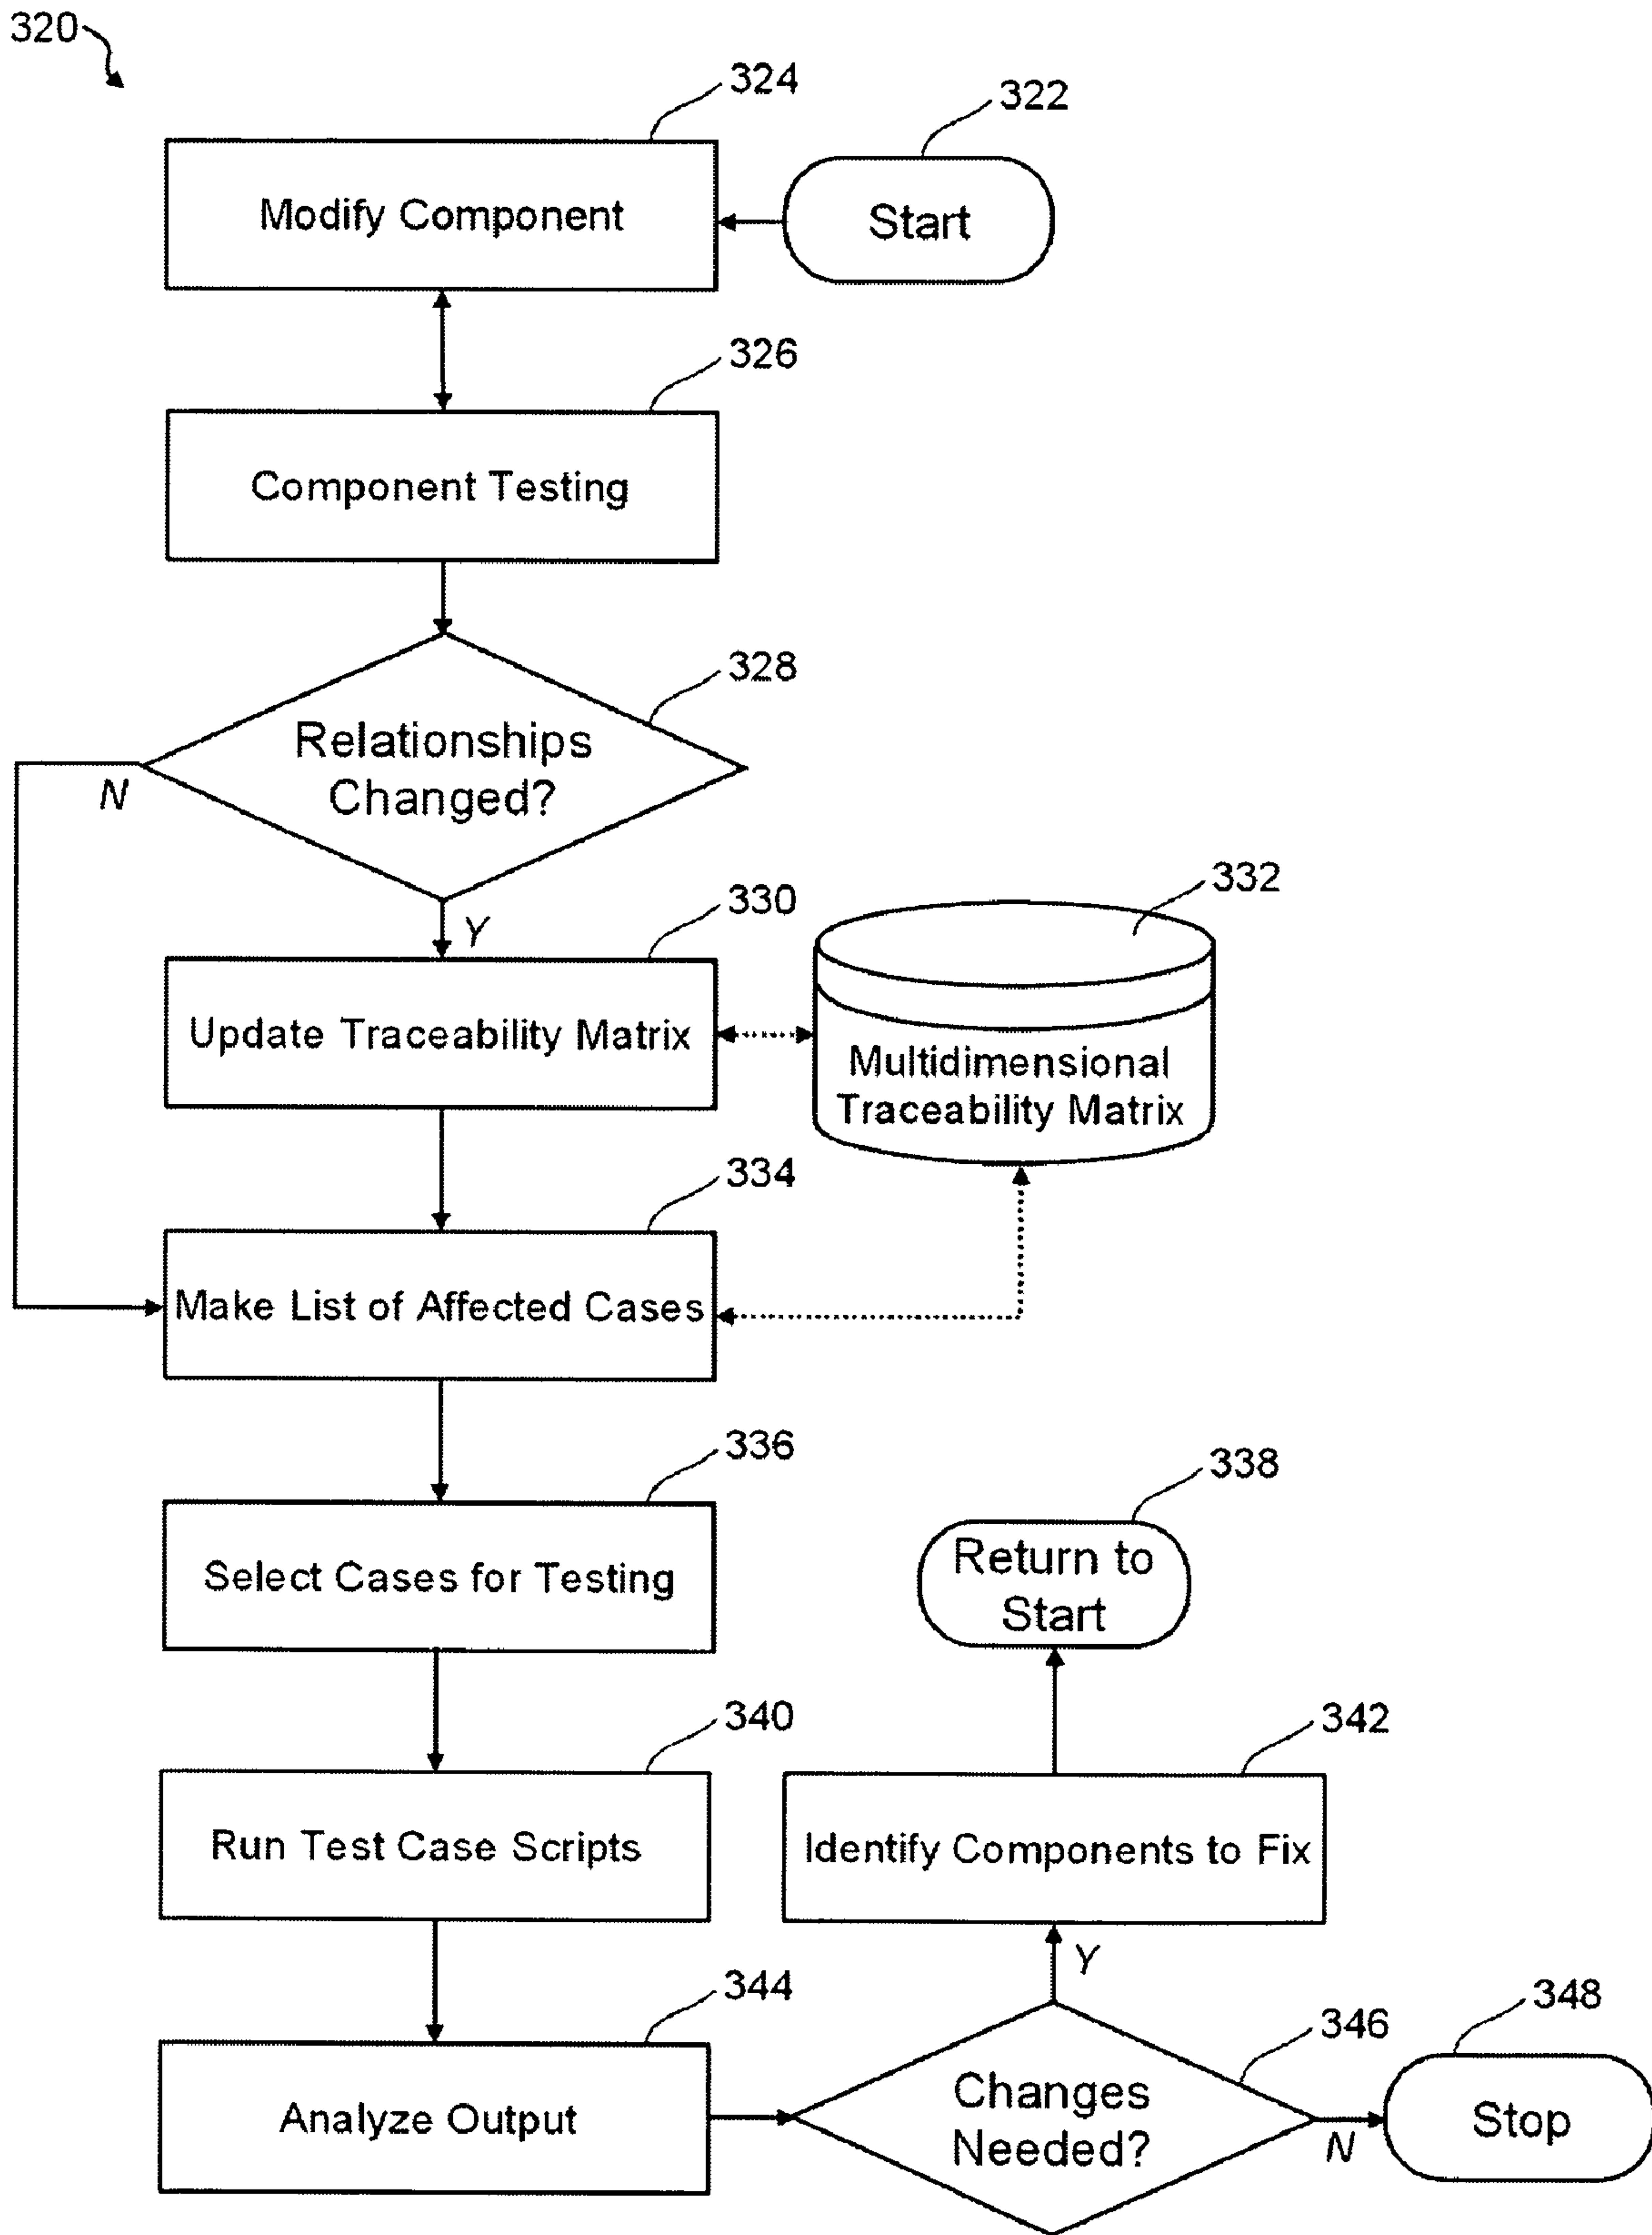 320
324
322
Modify Component
Start
326
Component Testing
328
Relationships
Changed?
N
Y
330
332
Update Traceability Matrix
Multidimensional
Traceability Matrix
334
Make List of Affected Cases
336
Select Cases for Testing
338
Return to
Start
340
Run Test Case Scripts
342
Identify Components to Fix
Y
344
Analyze Output
346
Changes
Needed?
N
348
Stop